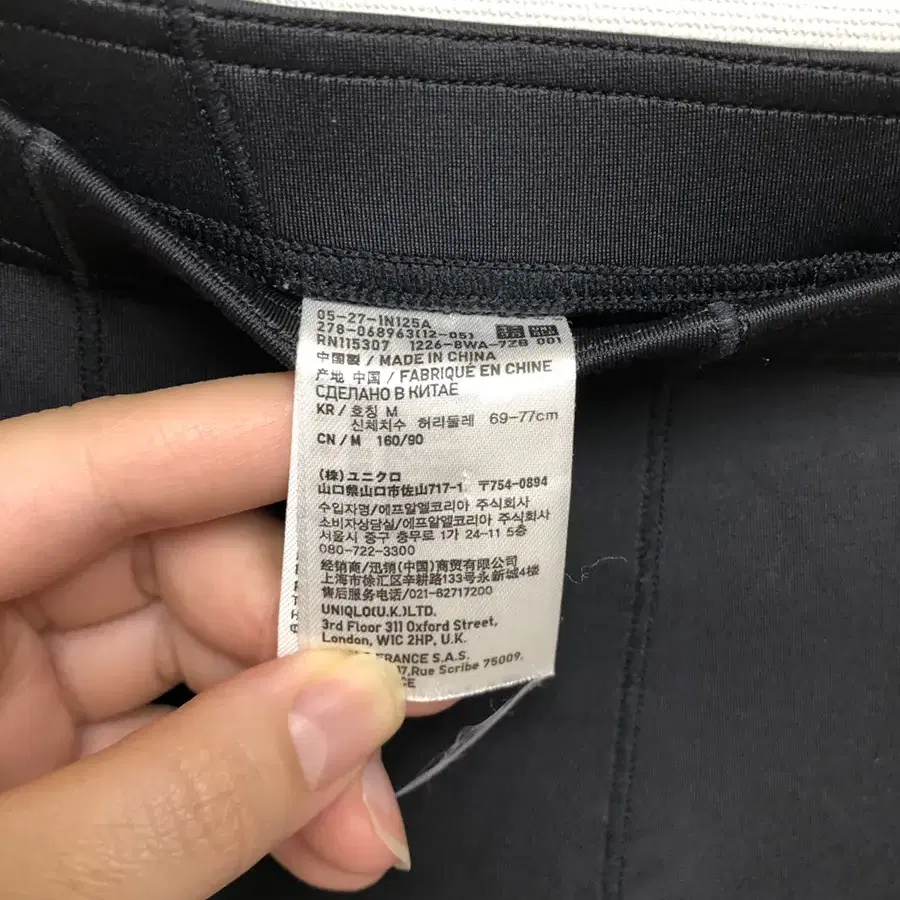 05-27-1N125A
278-068963(12-05)
RN115307 1226-8WA-7ZB 001
中国製 / MADE IN CHINA
产地 中国 / FABRIQUÉ EN CHINE
СДЕЛАНО В КИТАЕ
KR / 호칭 M
신체치수 허리둘레 69-77cm
CN / M 160/90
(株)ユニクロ
山口県山口市佐山717-1 〒754-0894
수입자명/에프알엘코리아 주식회사
소비자상담실/에프알엘코리아 주식회사
서울시 중구 충무로 1가 24-11 5층
080-722-3300
经销商/迅销(中国)商贸有限公司
上海市徐汇区辛耕路133号永新城4楼
售后服务电话/021-62717200
UNIQLO(U.K.)LTD.
3rd Floor 311 Oxford Street,
London, W1C 2HP, U.K.
FRANCE S.A.S.
17,Rue Scribe 75009.